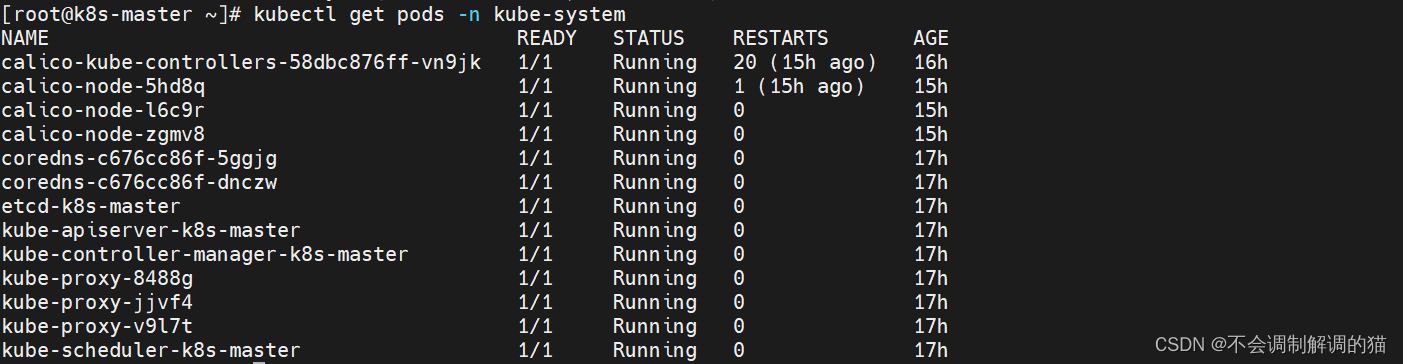 [root@k8s-master ~]# kubectl get pods -n kube-system
NAME READY STATUS RESTARTS AGE
calico-kube-controllers-58dbc876ff-vn9jk 1/1 Running 20 (15h ago) 16h
calico-node-5hd8q 1/1 Running 1 (15h ago) 15h
calico-node-l6c9r 1/1 Running 0 15h
calico-node-zgmv8 1/1 Running 0 15h
coredns-c676cc86f-5ggjg 1/1 Running 0 17h
coredns-c676cc86f-dnczw 1/1 Running 0 17h
etcd-k8s-master 1/1 Running 0 17h
kube-apiserver-k8s-master 1/1 Running 0 17h
kube-controller-manager-k8s-master 1/1 Running 0 17h
kube-proxy-8488g 1/1 Running 0 17h
kube-proxy-jjvf4 1/1 Running 0 17h
kube-proxy-v9l7t 1/1 Running 0 17h
kube-scheduler-k8s-master 1/1 Running 0 17h
CSDN @不会调制解调的猫